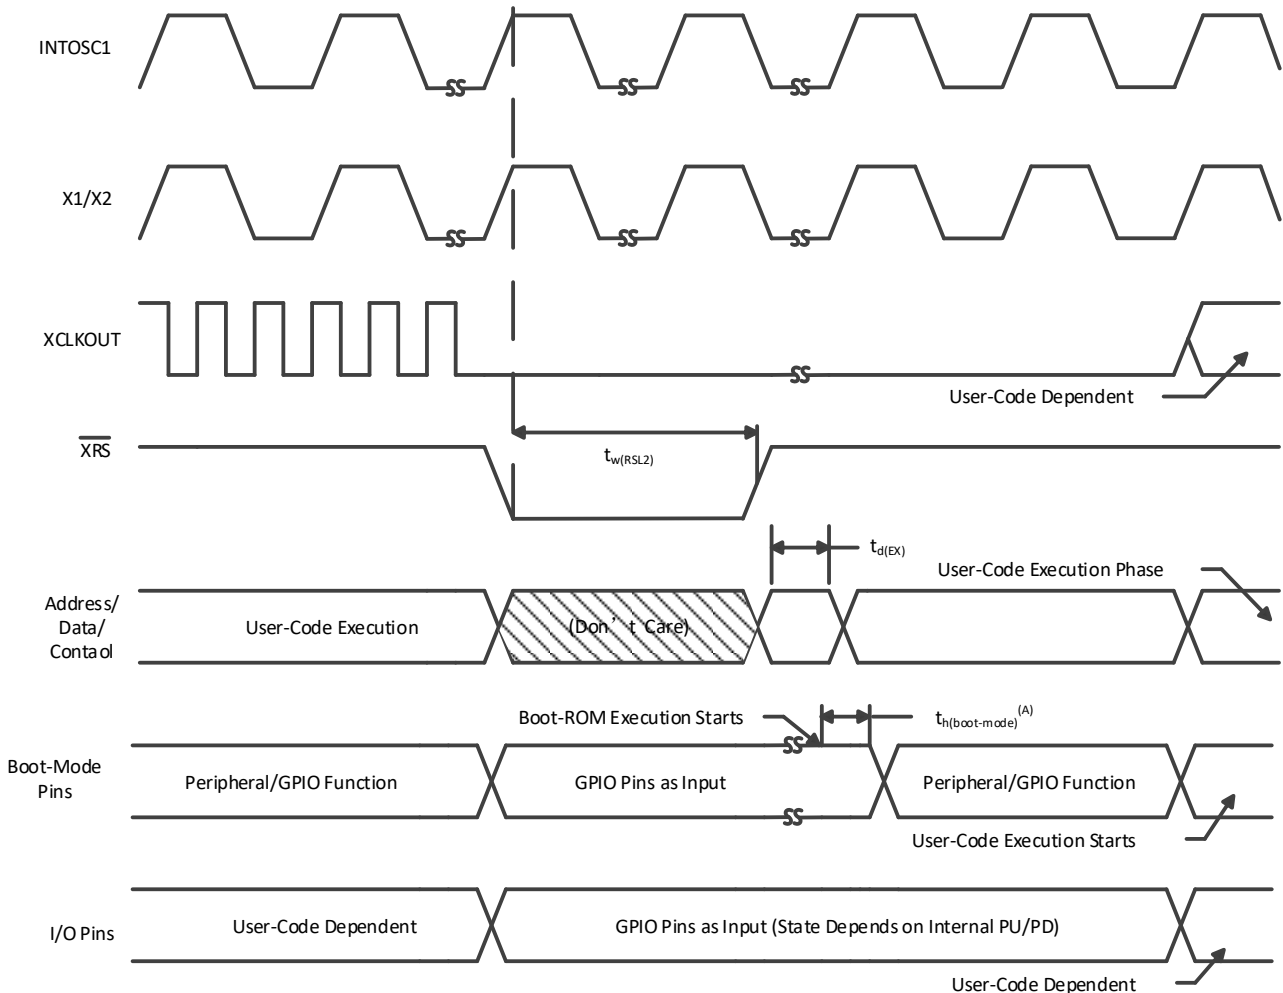 INTOSC1
X1/X2
XCLKOUT
User-Code Dependent
XRS
tw(RSL2)
td(EX)
User-Code Execution Phase
Address/
Data/
Contaol
User-Code Execution
(Don’t Care)
Boot-ROM Execution Starts
th(boot-mode)(A)
Boot-Mode
Pins
Peripheral/GPIO Function
GPIO Pins as Input
Peripheral/GPIO Function
User-Code Execution Starts
I/O Pins
User-Code Dependent
GPIO Pins as Input (State Depends on Internal PU/PD)
User-Code Dependent